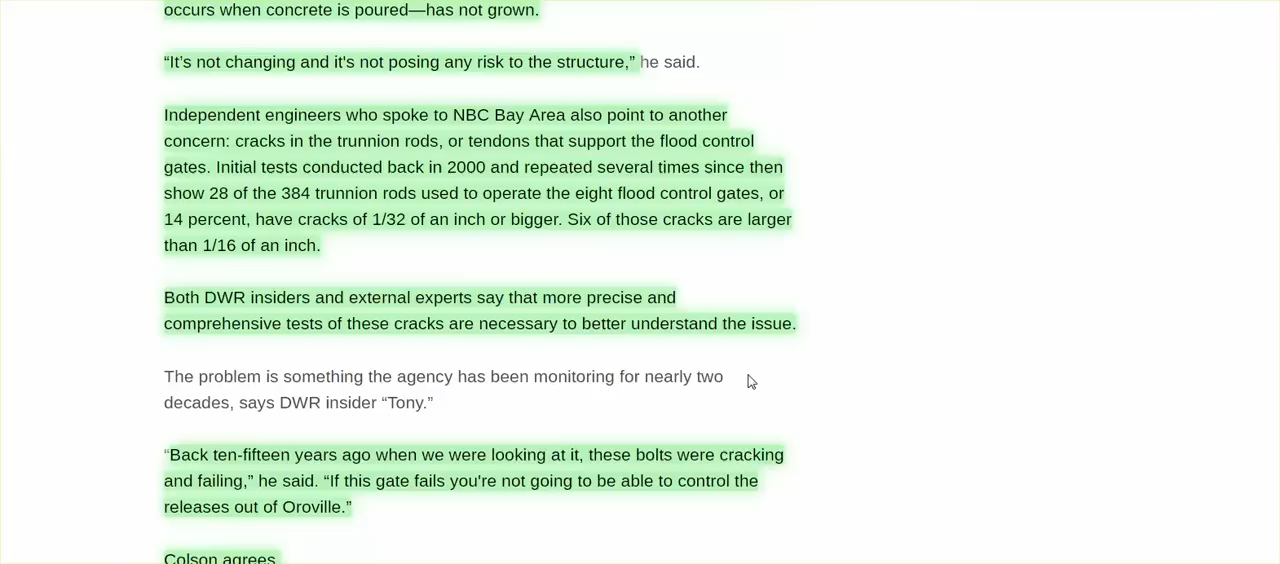 occurs when concrete is poured—has not grown.
“It’s not changing and it's not posing any risk to the structure,” he said.
Independent engineers who spoke to NBC Bay Area also point to another
concern: cracks in the trunnion rods, or tendons that support the flood control
gates. Initial tests conducted back in 2000 and repeated several times since then
show 28 of the 384 trunnion rods used to operate the eight flood control gates, or
14 percent, have cracks of 1/32 of an inch or bigger. Six of those cracks are larger
than 1/16 of an inch.
Both DWR insiders and external experts say that more precise and
comprehensive tests of these cracks are necessary to better understand the issue.
The problem is something the agency has been monitoring for nearly two
decades, says DWR insider “Tony.”
“Back ten-fifteen years ago when we were looking at it, these bolts were cracking
and failing,” he said. “If this gate fails you're not going to be able to control the
releases out of Oroville.”
Colson agrees.